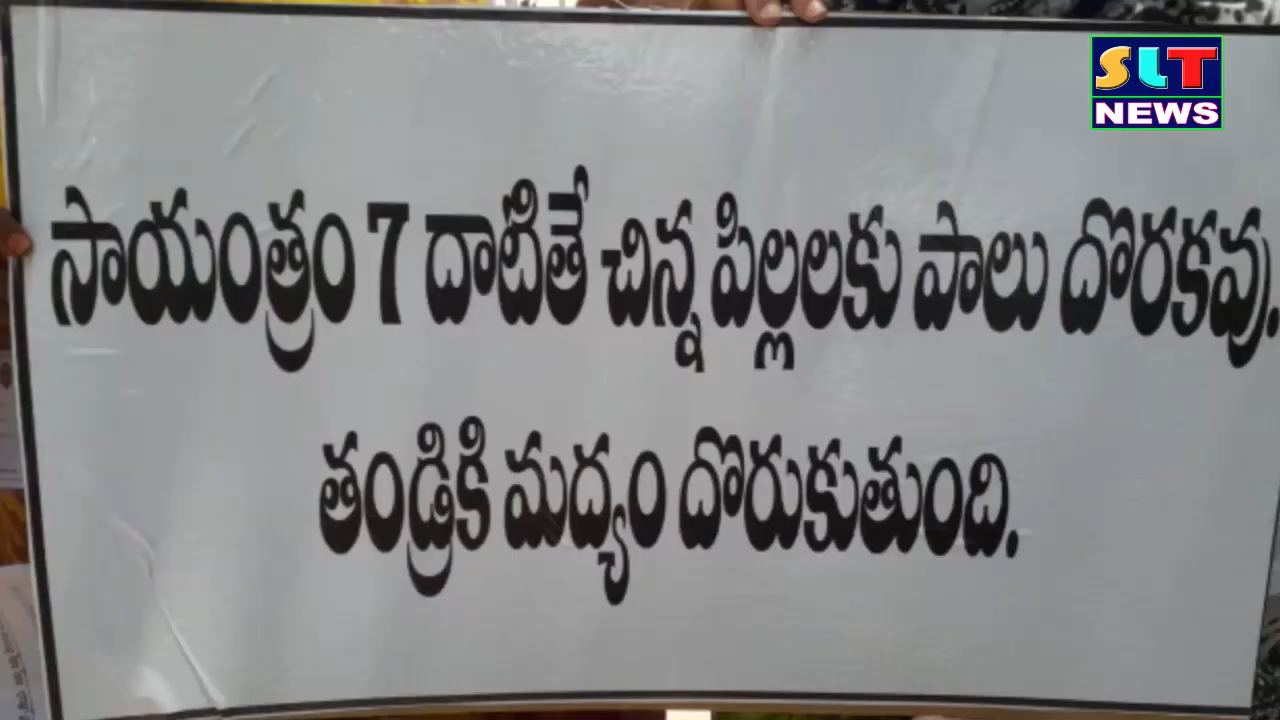 SLT
NEWS
సాయంత్రం 7 దాటితే చిన్న పిల్లలకు పాలు దొరకవు.
తండ్రికి మద్యం దొరుకుతుంది.